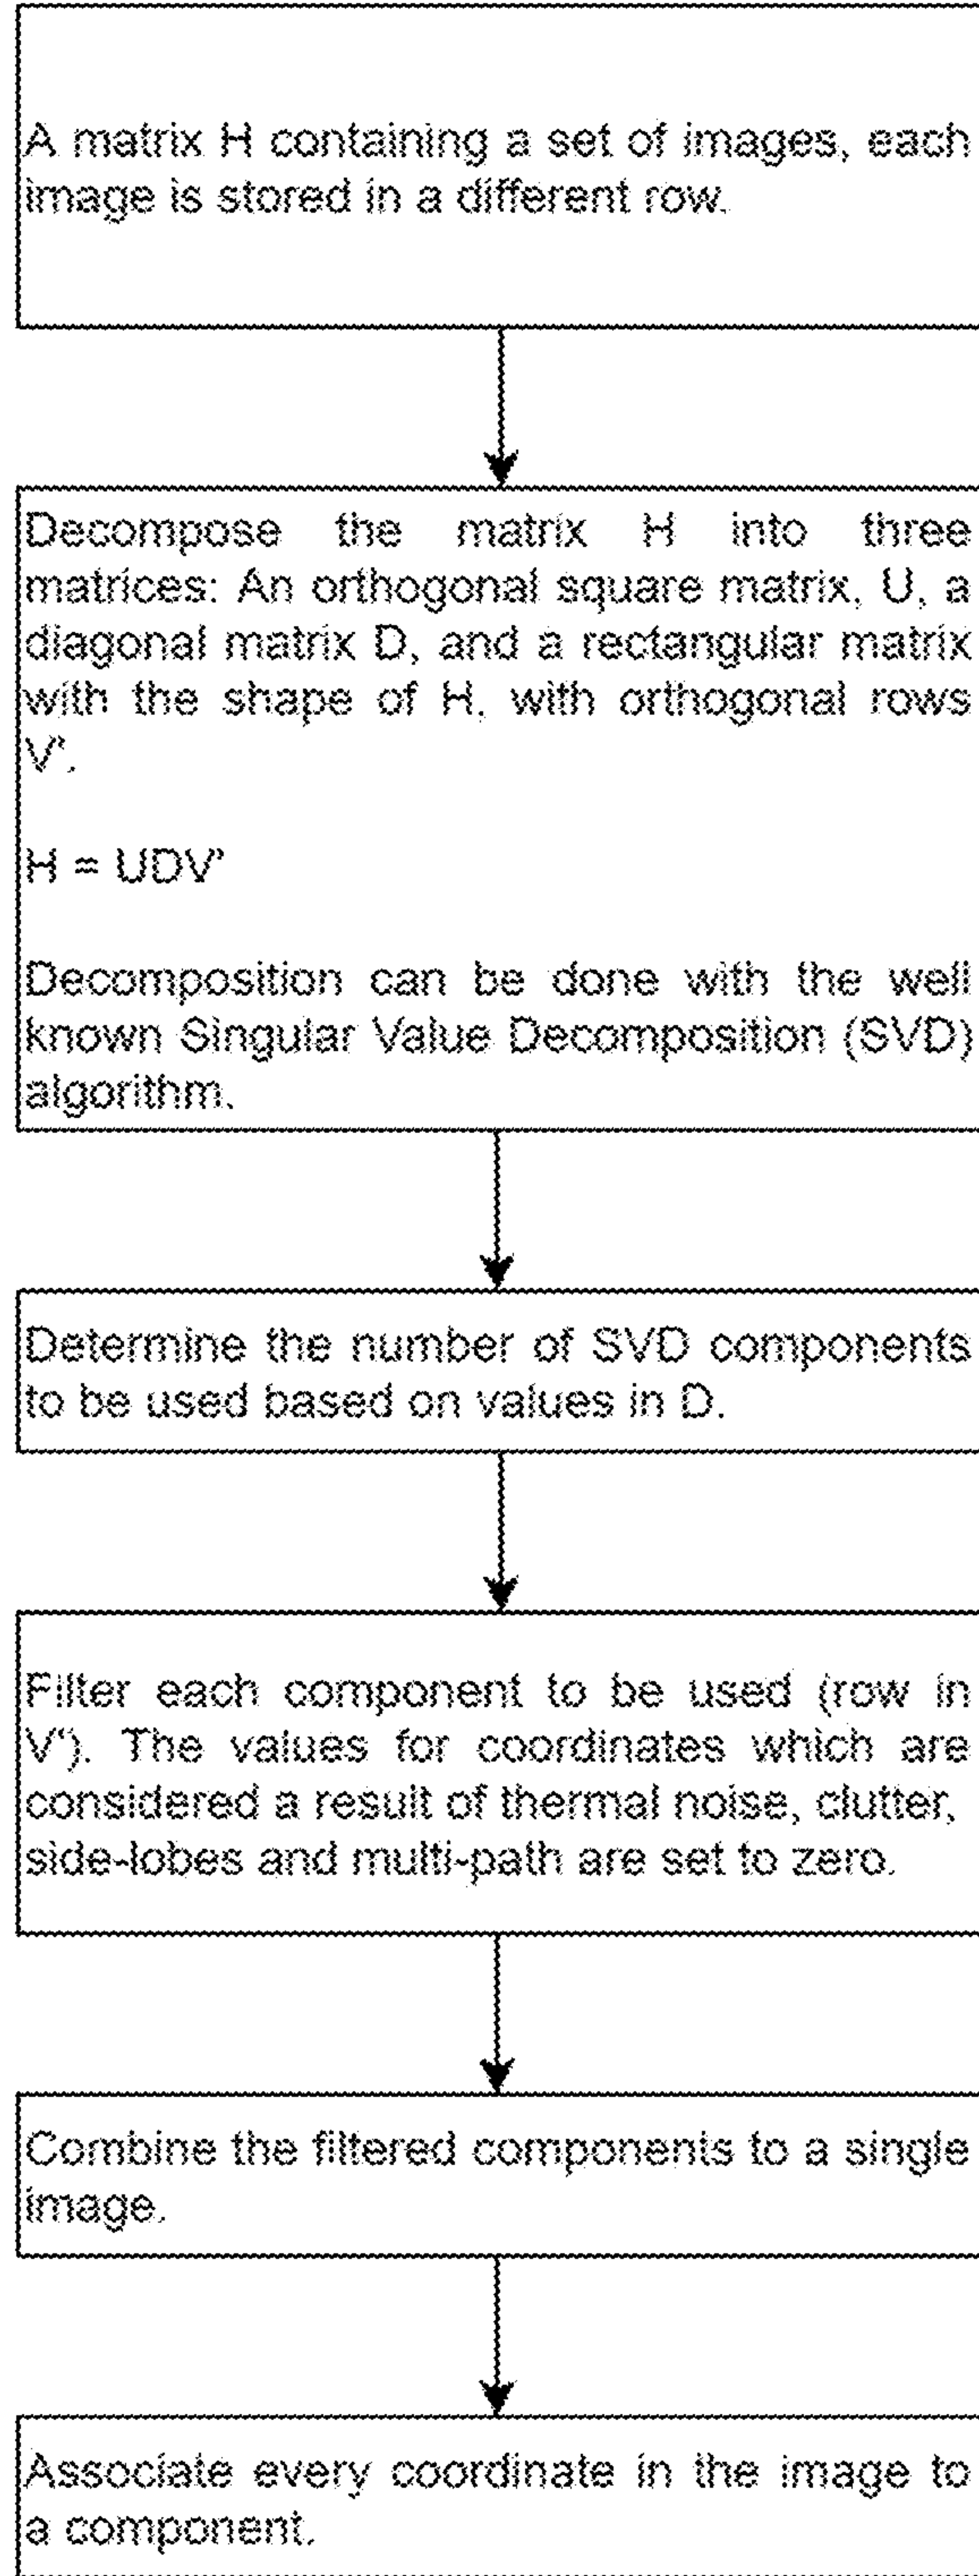 A matrix H containing a set of images, each
image is stored in a different row.
Decompose the matrix H into three
matrices: An orthogonal square matrix, U, a
diagonal matrix D, and a rectangular matrix
with the shape of H, with orthogonal rows
V'.
H = UDV'
Decomposition can be done with the well
known Singular Value Decomposition (SVD)
algorithm.
Determine the number of SVD components
to be used based on values in D.
Filter each component to be used (row in
V'). The values for coordinates which are
considered a result of thermal noise, clutter,
side-lobes and multi-path are set to zero.
Combine the filtered components to a single
image.
Associate every coordinate in the image to
a component.